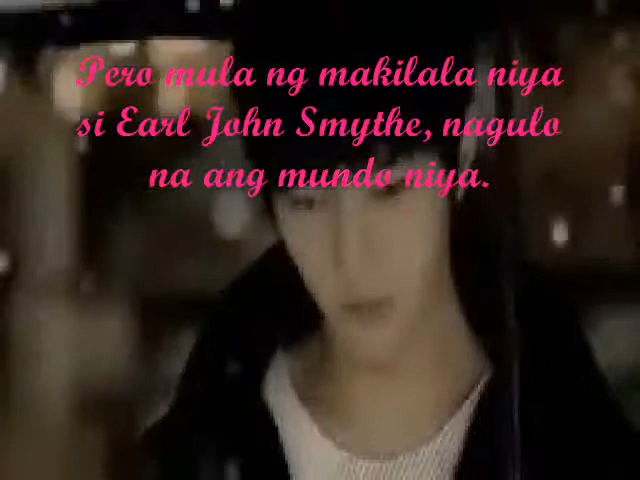 Pero mula ng makilala niya
si Earl John Smythe, nagulo
na ang mundo niya.